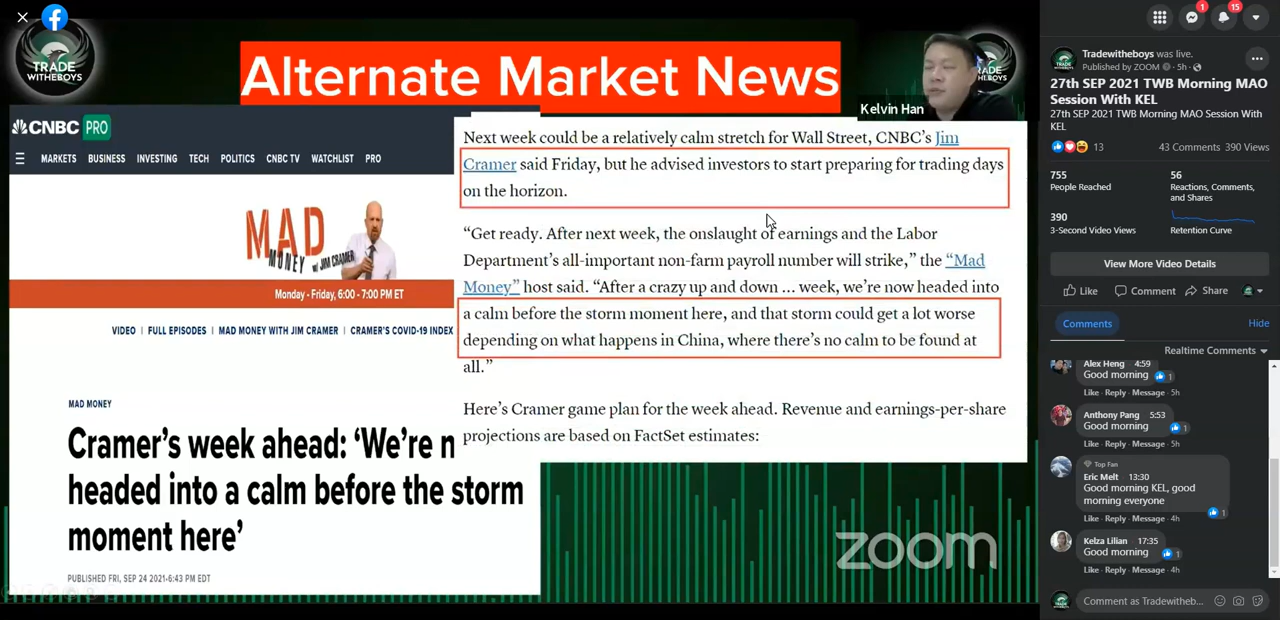 TRADE
WITHEBOYS
Alternate Market News
TRADE
WITHEBOYS
Kelvin Han
CNBC PRO
MARKETS BUSINESS INVESTING TECH POLITICS CNBC TV WATCHLIST PRO
MAD
MONEY W/ JIM CRAMER
Monday - Friday, 6:00 - 7:00 PM ET
VIDEO | FULL EPISODES | MAD MONEY WITH JIM CRAMER | CRAMER'S COVID-19 INDEX
MAD MONEY
Cramer's week ahead: 'We're n
headed into a calm before the storm
moment here'
PUBLISHED FRI, SEP 24 2021-6:43 PM EDT
Next week could be a relatively calm stretch for Wall Street, CNBC's Jim
Cramer said Friday, but he advised investors to start preparing for trading days
on the horizon.
“Get ready. After next week, the onslaught of earnings and the Labor
Department's all-important non-farm payroll number will strike,” the “Mad
Money” host said. “After a crazy up and down ... week, we're now headed into
a calm before the storm moment here, and that storm could get a lot worse
depending on what happens in China, where there's no calm to be found at
all.”
Here's Cramer game plan for the week ahead. Revenue and earnings-per-share
projections are based on FactSet estimates:
zoom
1
15
Tradewitheboys was live.
Published by ZOOM · 5h ·
27th SEP 2021 TWB Morning MAO
Session With KEL
27th SEP 2021 TWB Morning MAO Session With
KEL
13 43 Comments 390 Views
755
People Reached
56
Reactions, Comments,
and Shares
390
3-Second Video Views
Retention Curve
View More Video Details
Like Comment Share
Comments Hide
Realtime Comments
Alex Heng 4:59
Good morning 1
Like · Reply · Message · 5h
Anthony Pang 5:53
Good morning 1
Like · Reply · Message · 5h
Top Fan
Eric Melt 13:30
Good morning KEL, good
morning everyone
1
Like · Reply · Message · 4h
Kelza Lilian 17:35
Good morning 1
Like · Reply · Message · 4h
Comment as Tradewitheb...